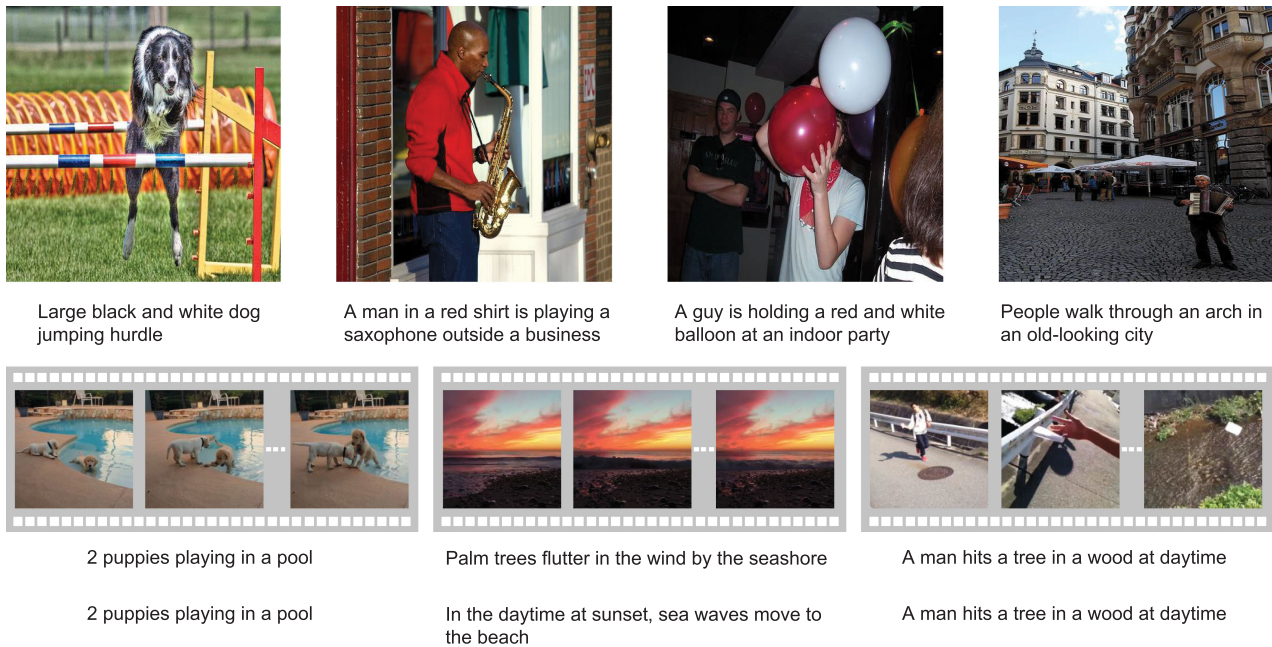 Large black and white dog
jumping hurdle
A man in a red shirt is playing a
saxophone outside a business
A guy is holding a red and white
balloon at an indoor party
People walk through an arch in
an old-looking city
2 puppies playing in a pool
Palm trees flutter in the wind by the seashore
A man hits a tree in a wood at daytime
2 puppies playing in a pool
In the daytime at sunset, sea waves move to
the beach
A man hits a tree in a wood at daytime